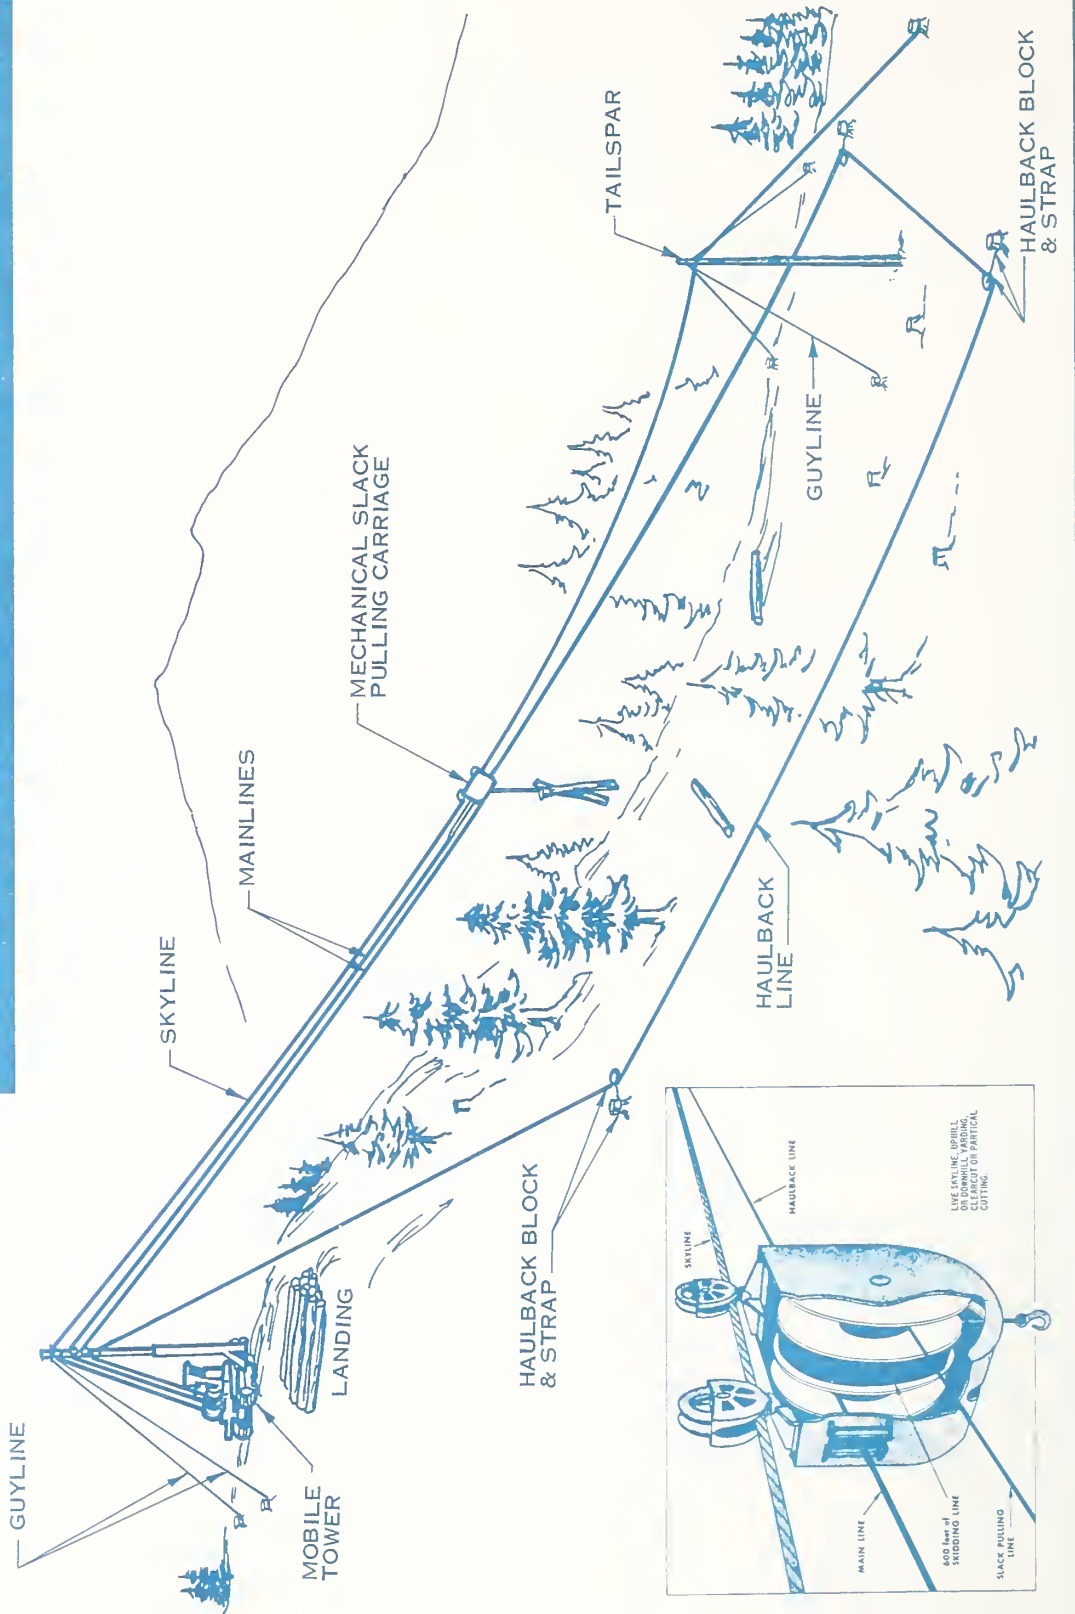 GUYLINE
SKYLINE
MAINLINES
MECHANICAL SLACK
PULLING CARRIAGE
TAILSPAR
MOBILE
TOWER
LANDING
HAULBACK BLOCK
& STRAP
HAULBACK
LINE
GUYLINE
HAULBACK BLOCK
& STRAP
SKYLINE
HAULBACK LINE
MAIN LINE
600 feet of
SKIDDING LINE
SLACK PULLING
LINE
LIVE SKYLINE, UPHILL
OR DOWNHILL YARDING,
CLEARCUT OR PARTICAL
CUTTING.